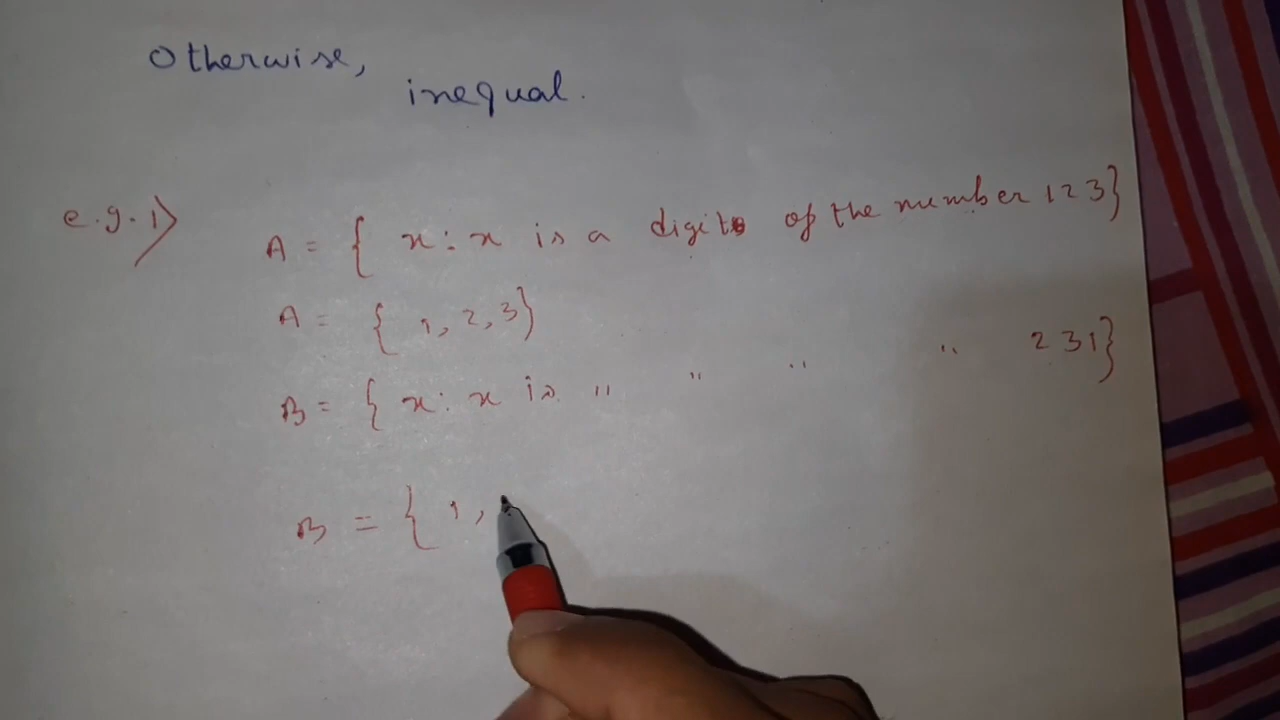 Otherwise,
inequal.
e.g. 1> A = { x : x is a digit of the number 123}
A = { 1, 2, 3}
B = { x : x is " " " " 231}
B = { 1,